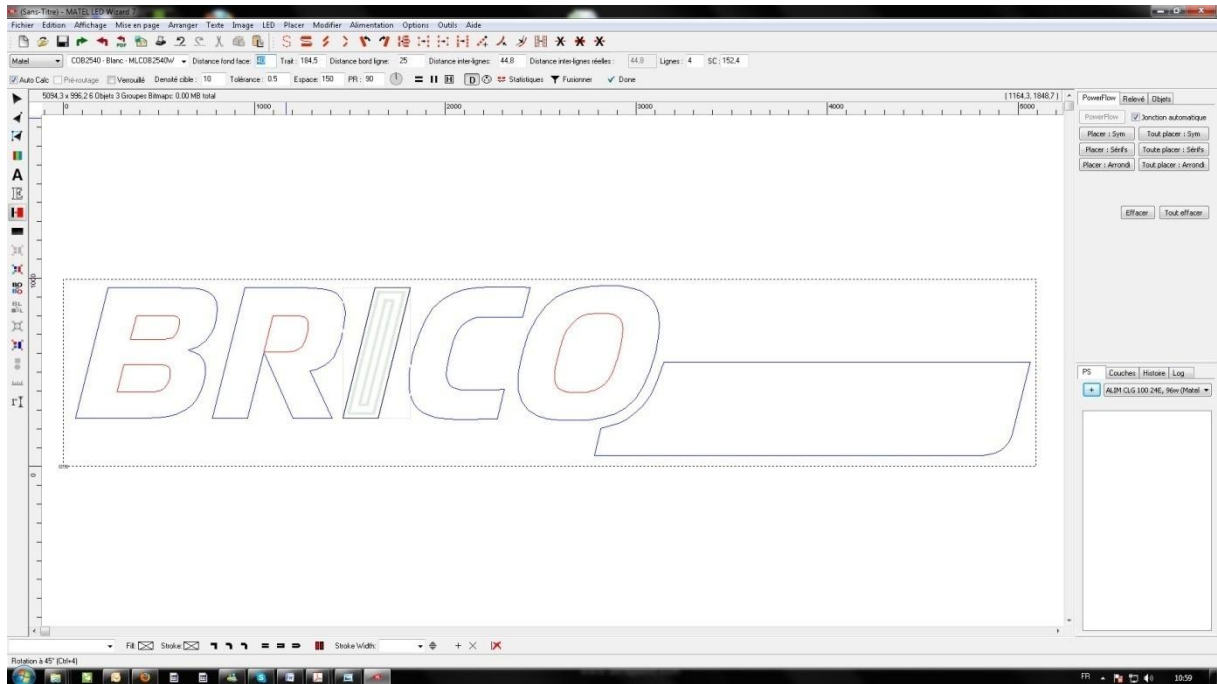 (Sans-Titre) - MATEL LED Wizard 7
Fichier Edition Affichage Mise en page Arranger Texte Image LED Placer Modifier Alimentation Options Outils Aide
Matel COB2540 - Blanc - MLCOB2540W Distance fond face: 40 Trait: 184,5 Distance bord ligne: 25 Distance inter-lignes: 44,8 Distance inter-lignes réelles: 44,8 Lignes: 4 SC: 152,4
Auto Calc Pré-routage Verrouillé Densité cible: 10 Tolérance: 0.5 Espace: 150 PR: 90 D Statistiques Fusionner Done
5094,3 x 996,2 6 Objets 3 Groupes Bitmaps: 0.00 MB total (1164,3, 1848,7)
0 1000 2000 3000 4000 5000
PowerFlow Relevé Objets
PowerFlow Jonction automatique
Placer : Sym Tout placer : Sym
Placer : Sérifs Toute placer : Sérifs
Placer : Arrondi Tout placer : Arrondi
Effacer Tout effacer
1000
BRICO
0
PS Couches Histoire Log
+ ALIM CLG 100 24E, 96w (Matel
Fill: Stroke: Stroke Width:
Rotation à 45° (Ctrl+4)
FR 10:59